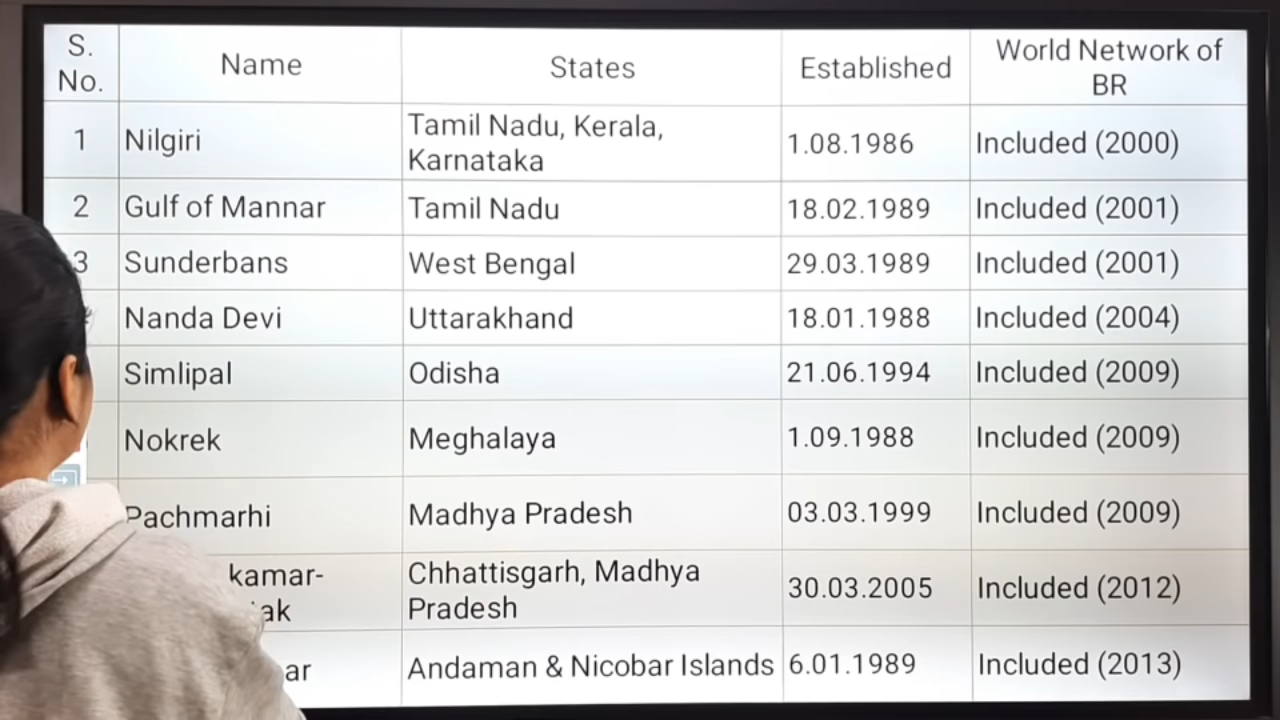 S. No. Name States Established World Network of BR
1 Nilgiri Tamil Nadu, Kerala, Karnataka 1.08.1986 Included (2000)
2 Gulf of Mannar Tamil Nadu 18.02.1989 Included (2001)
3 Sunderbans West Bengal 29.03.1989 Included (2001)
Nanda Devi Uttarakhand 18.01.1988 Included (2004)
Simlipal Odisha 21.06.1994 Included (2009)
Nokrek Meghalaya 1.09.1988 Included (2009)
Pachmarhi Madhya Pradesh 03.03.1999 Included (2009)
Chhattisgarh, Madhya Pradesh 30.03.2005 Included (2012)
Andaman & Nicobar Islands 6.01.1989 Included (2013)